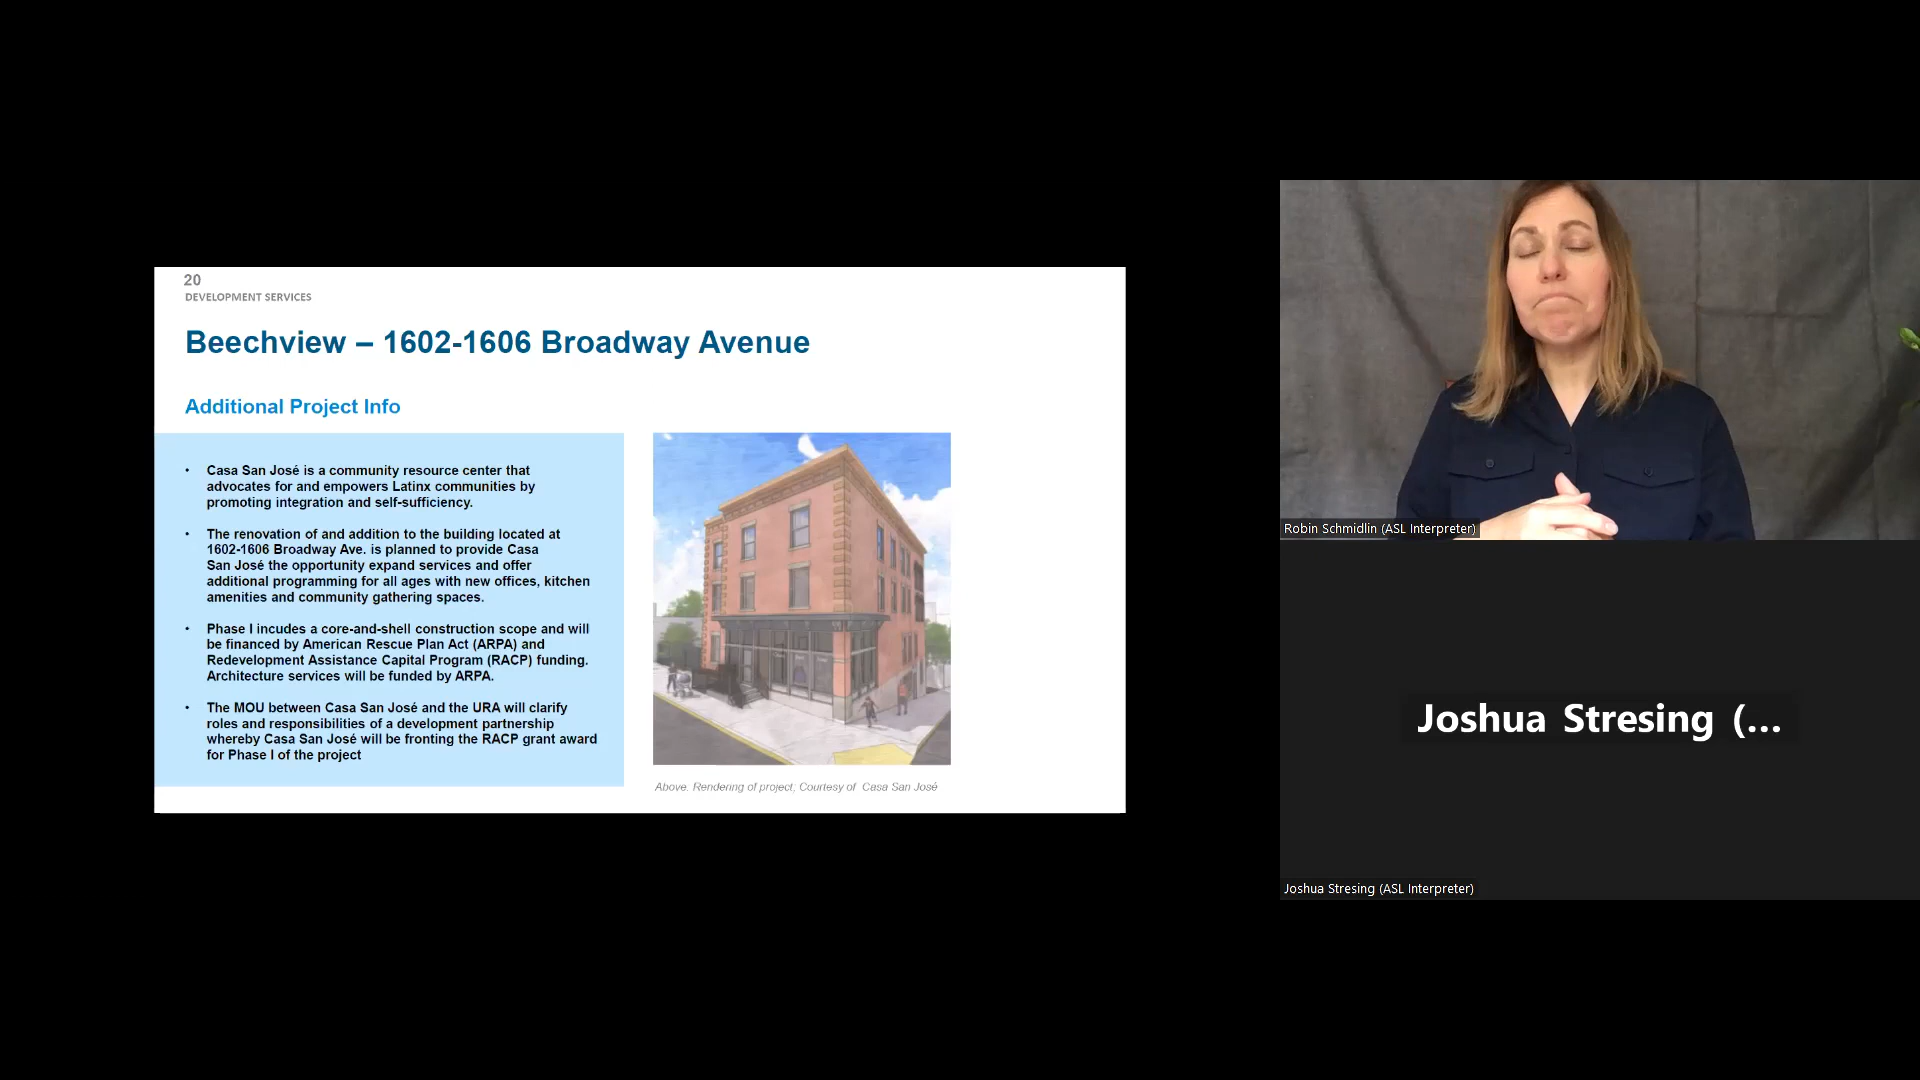 20
DEVELOPMENT SERVICES
Beechview – 1602-1606 Broadway Avenue
Additional Project Info
• Casa San José is a community resource center that
advocates for and empowers Latinx communities by
promoting integration and self-sufficiency.
• The renovation of and addition to the building located at
1602-1606 Broadway Ave. is planned to provide Casa
San José the opportunity expand services and offer
additional programming for all ages with new offices, kitchen
amenities and community gathering spaces.
• Phase I incudes a core-and-shell construction scope and will
be financed by American Rescue Plan Act (ARPA) and
Redevelopment Assistance Capital Program (RACP) funding.
Architecture services will be funded by ARPA.
• The MOU between Casa San José and the URA will clarify
roles and responsibilities of a development partnership
whereby Casa San José will be fronting the RACP grant award
for Phase I of the project
Above. Rendering of project; Courtesy of Casa San José
Robin Schmidlin (ASL Interpreter)
Joshua Stresing (...
Joshua Stresing (ASL Interpreter)